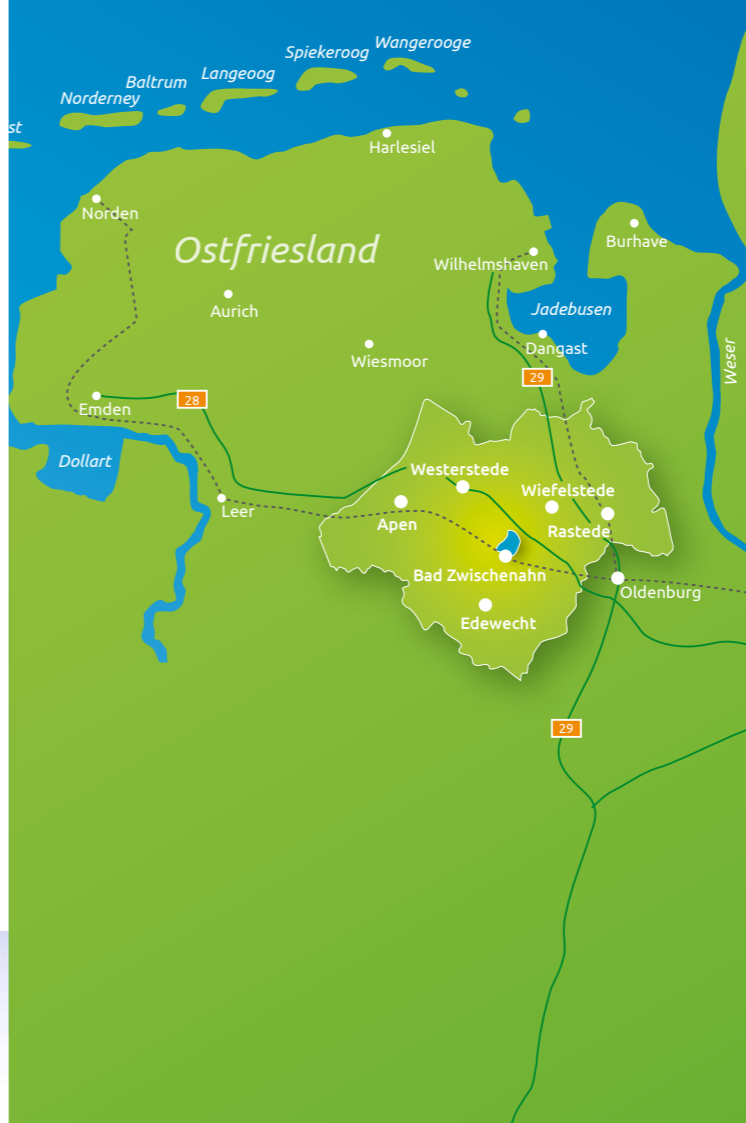 Wangerooge
Spiekeroog
Langeoog
Baltrum
Norderney
st
Harlesiel
Norden
Burhave
Ostfriesland
Wilhelmshaven
Aurich
Jadebusen
Wiesmoor
Dangast
Weser
29
28
Emden
Dollart
Westerstede
Wiefelstede
Leer
Apen
Rastede
Bad Zwischenahn
Oldenburg
Edewecht
29